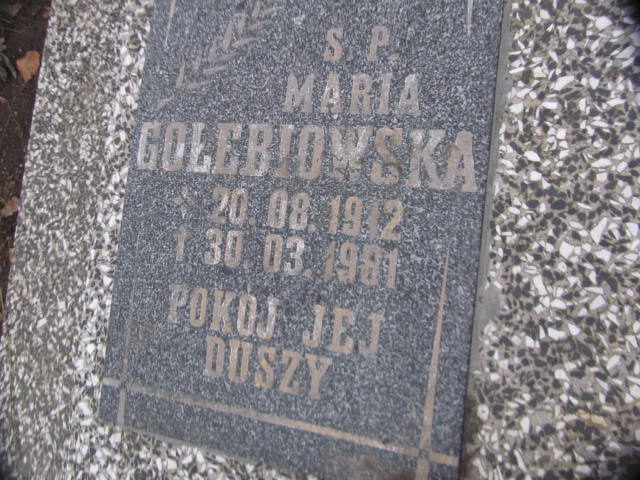 Ś P.
MARIA
GOŁĘBIOWSKA
* 20.08.1912
† 30.03.1981
POKÓJ JEJ
DUSZY